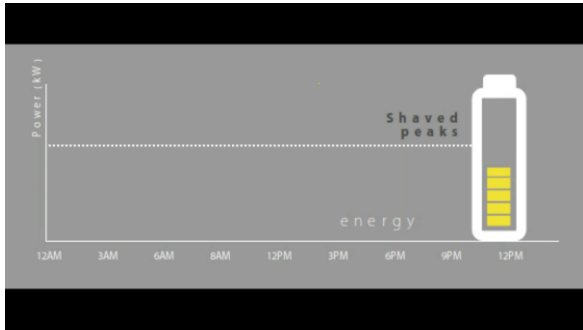 Power (kW)
Shaved
peaks
energy
12AM 3AM 6AM 8AM 12PM 3PM 6PM 9PM 12PM